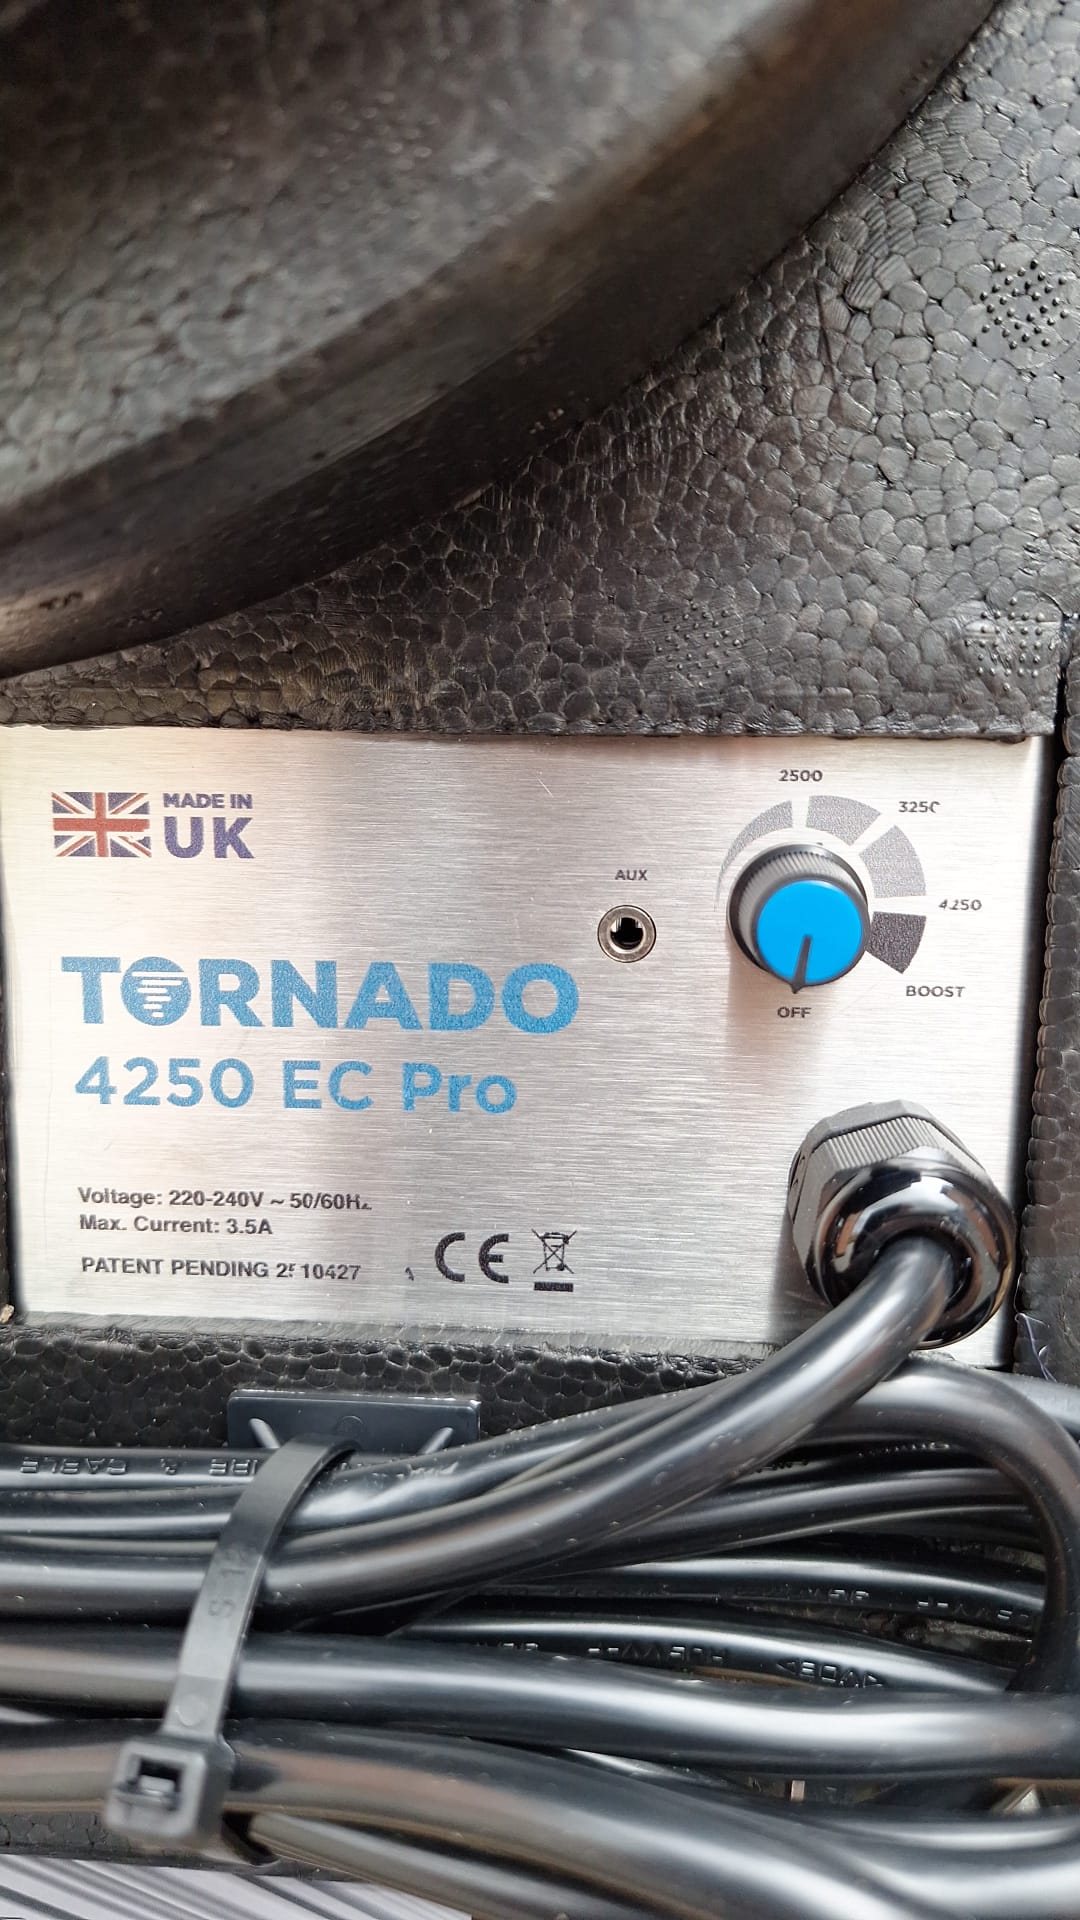 MADE IN
UK
AUX
2500
3250
4250
BOOST
OFF
TORNADO
4250 EC Pro
Voltage: 220-240V ~ 50/60Hz
Max. Current: 3.5A
PATENT PENDING 10427
CE